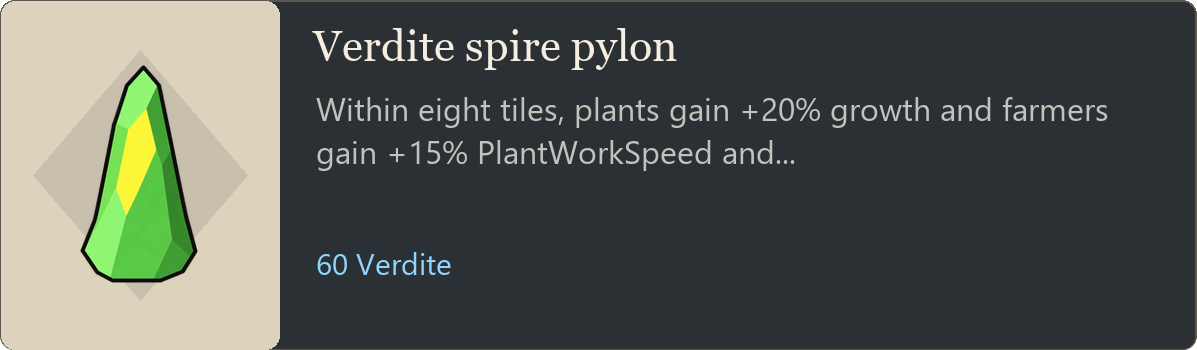 Verdite spire pylon
Within eight tiles, plants gain +20% growth and farmers
gain +15% PlantWorkSpeed and...
60 Verdite